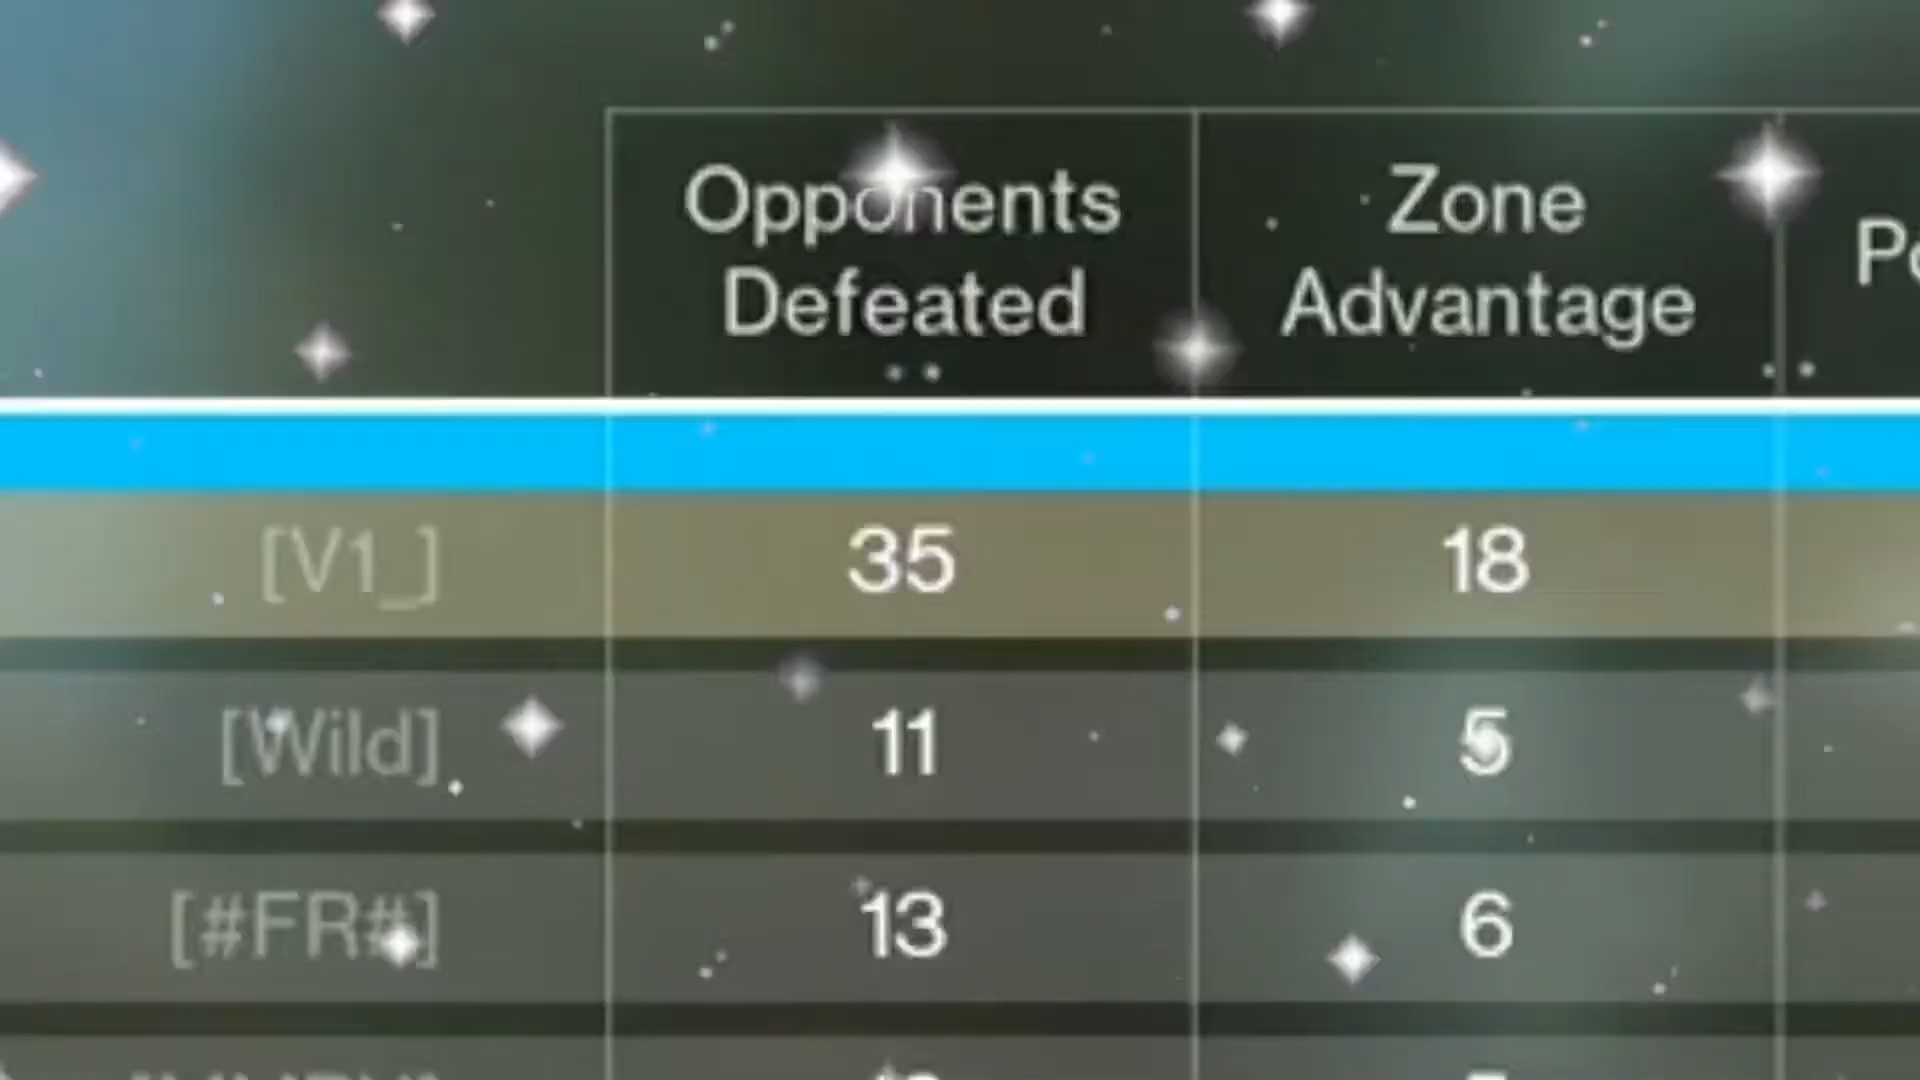 Opponents
Defeated
Zone
Advantage
[V1_] 35 18
[Wild] 11 5
[#FR#] 13 6